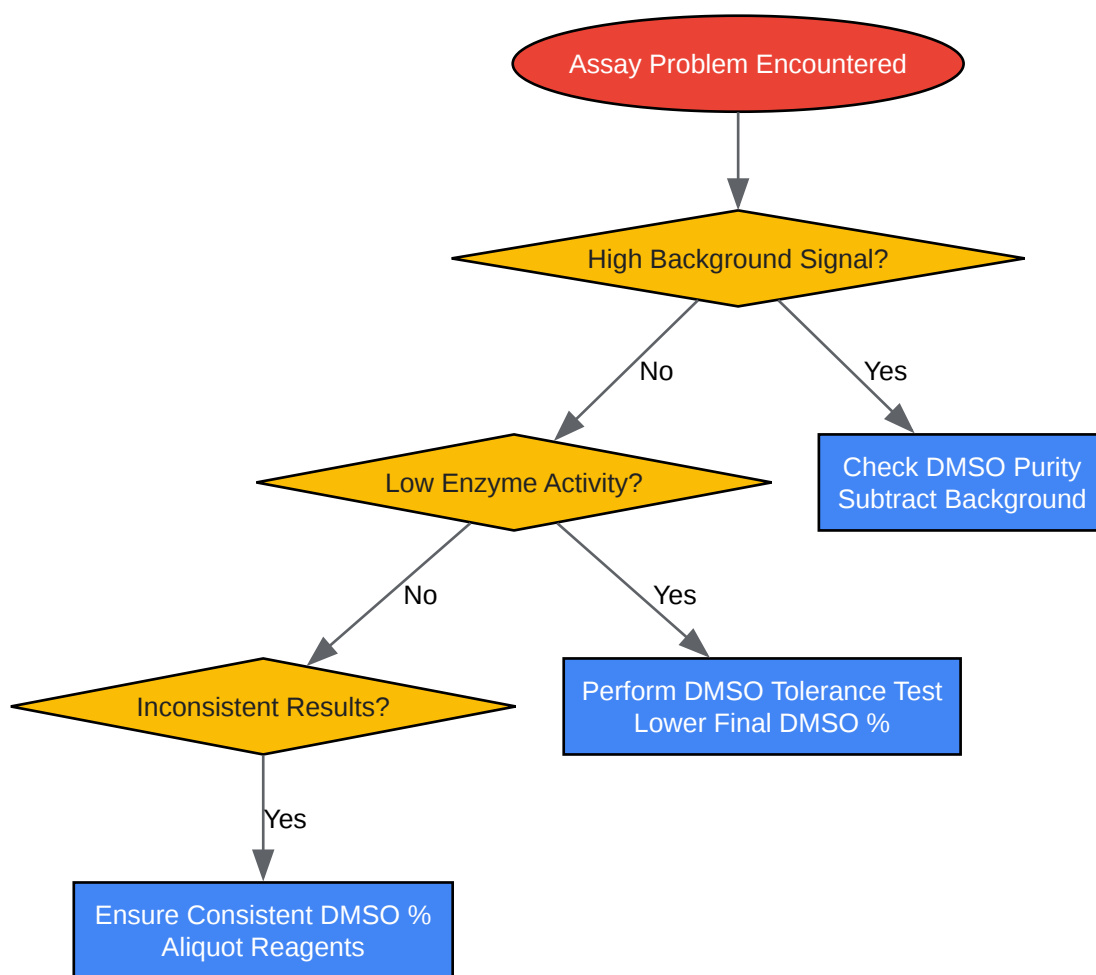 Assay Problem Encountered
High Background Signal?
No
Yes
Low Enzyme Activity?
Check DMSO Purity
Subtract Background
No
Yes
Inconsistent Results?
Perform DMSO Tolerance Test
Lower Final DMSO %
Yes
Ensure Consistent DMSO %
Aliquot Reagents